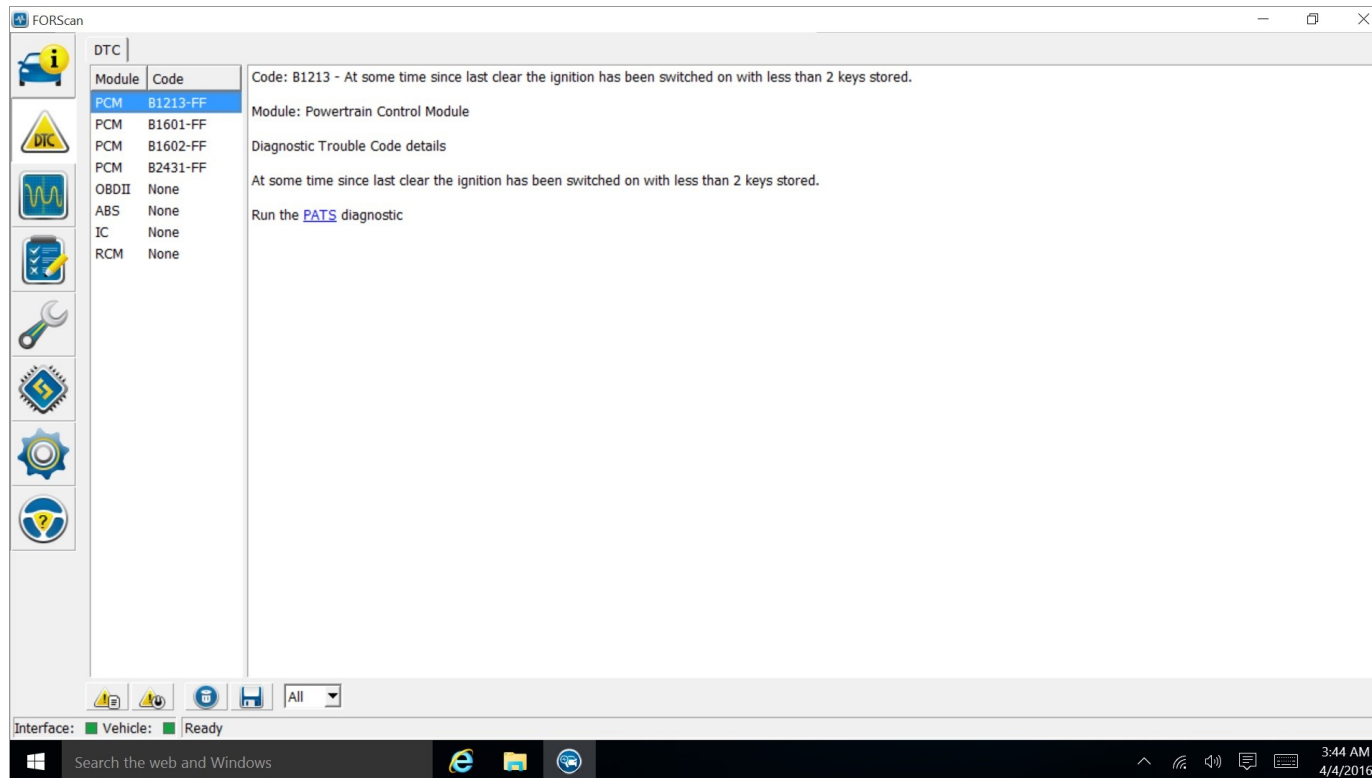 FORScan
DTC
Module Code
PCM B1213-FF
PCM B1601-FF
PCM B1602-FF
PCM B2431-FF
OBDII None
ABS None
IC None
RCM None
Code: B1213 - At some time since last clear the ignition has been switched on with less than 2 keys stored.
Module: Powertrain Control Module
Diagnostic Trouble Code details
At some time since last clear the ignition has been switched on with less than 2 keys stored.
Run the PATS diagnostic
i
DTC
?
All
Interface: Vehicle: Ready
Search the web and Windows
3:44 AM
4/4/2016